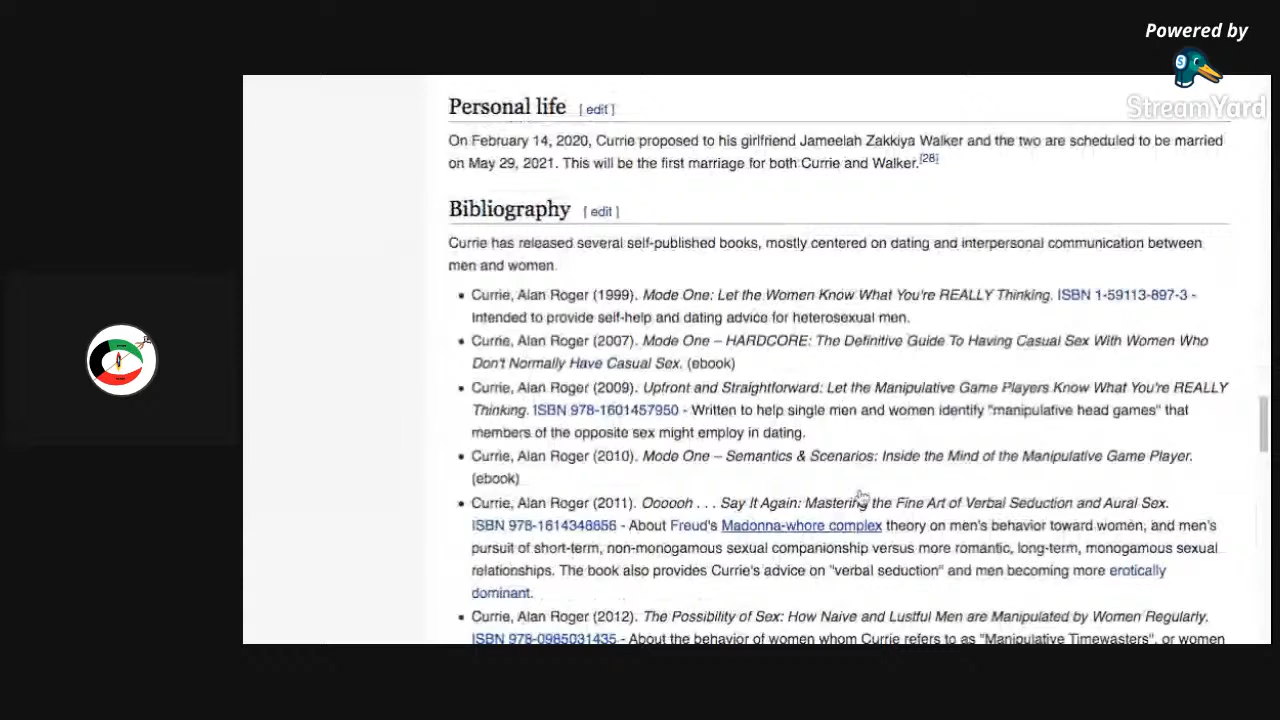 Powered by
StreamYard
Personal life [ edit ]
On February 14, 2020, Currie proposed to his girlfriend Jameelah Zakkiya Walker and the two are scheduled to be married
on May 29, 2021. This will be the first marriage for both Currie and Walker.[28]
Bibliography [ edit ]
Currie has released several self-published books, mostly centered on dating and interpersonal communication between
men and women.
• Currie, Alan Roger (1999). Mode One: Let the Women Know What You're REALLY Thinking. ISBN 1-59113-897-3 -
Intended to provide self-help and dating advice for heterosexual men.
• Currie, Alan Roger (2007). Mode One – HARDCORE: The Definitive Guide To Having Casual Sex With Women Who
Don't Normally Have Casual Sex. (ebook)
• Currie, Alan Roger (2009). Upfront and Straightforward: Let the Manipulative Game Players Know What You're REALLY
Thinking. ISBN 978-1601457950 - Written to help single men and women identify "manipulative head games" that
members of the opposite sex might employ in dating.
• Currie, Alan Roger (2010). Mode One – Semantics & Scenarios: Inside the Mind of the Manipulative Game Player.
(ebook)
• Currie, Alan Roger (2011). Oooooh . . . Say It Again: Mastering the Fine Art of Verbal Seduction and Aural Sex.
ISBN 978-1614348656 - About Freud's Madonna-whore complex theory on men's behavior toward women, and men's
pursuit of short-term, non-monogamous sexual companionship versus more romantic, long-term, monogamous sexual
relationships. The book also provides Currie's advice on "verbal seduction" and men becoming more erotically
dominant.
• Currie, Alan Roger (2012). The Possibility of Sex: How Naive and Lustful Men are Manipulated by Women Regularly.
ISBN 978-0985031435 - About the behavior of women whom Currie refers to as "Manipulative Timewasters", or women